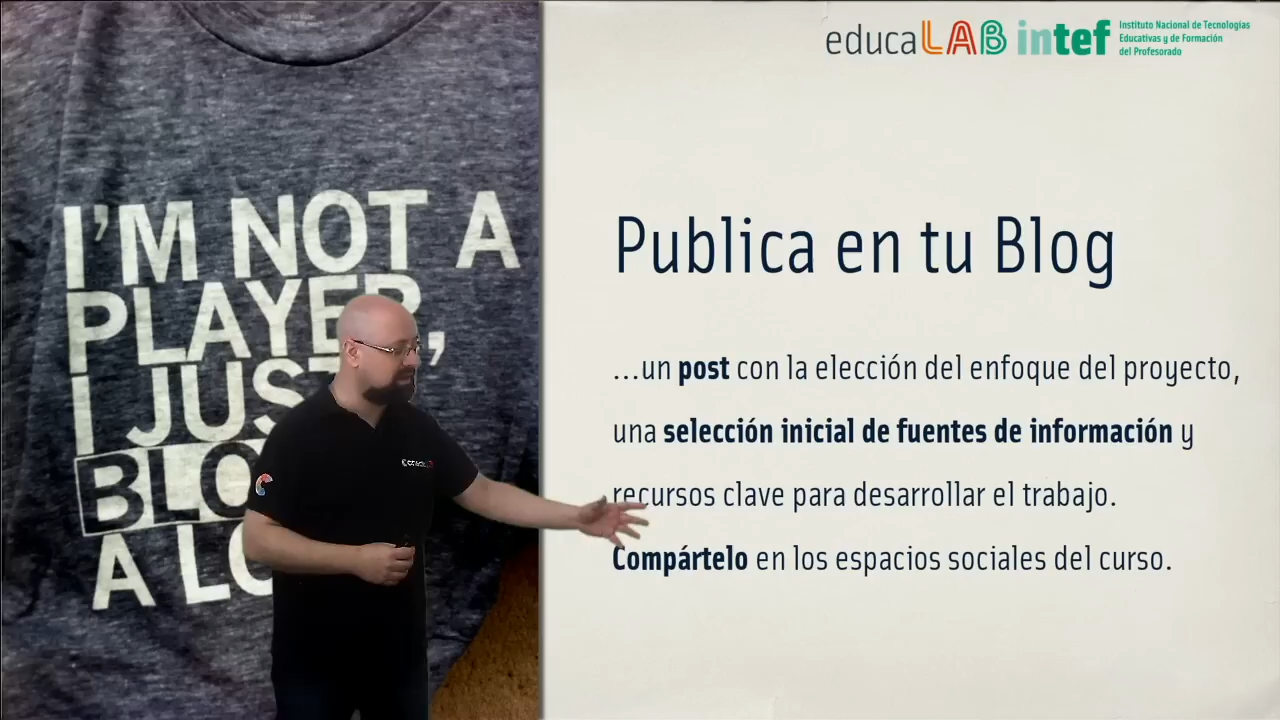 I'M NOT A
PLAYER,
I JUST
BLO
A LO
educaLAB intef
Instituto Nacional de Tecnologías
Educativas y de Formación
del Profesorado
Publica en tu Blog
...un post con la elección del enfoque del proyecto,
una selección inicial de fuentes de información y
recursos clave para desarrollar el trabajo.
Compártelo en los espacios sociales del curso.